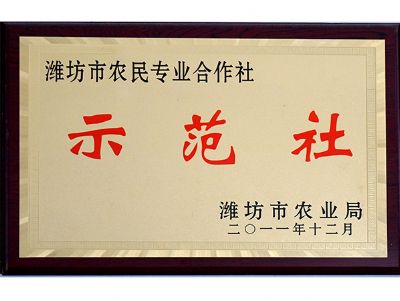 潍坊市农民专业合作社
示范社
潍坊市农业局
二〇一一年十二月